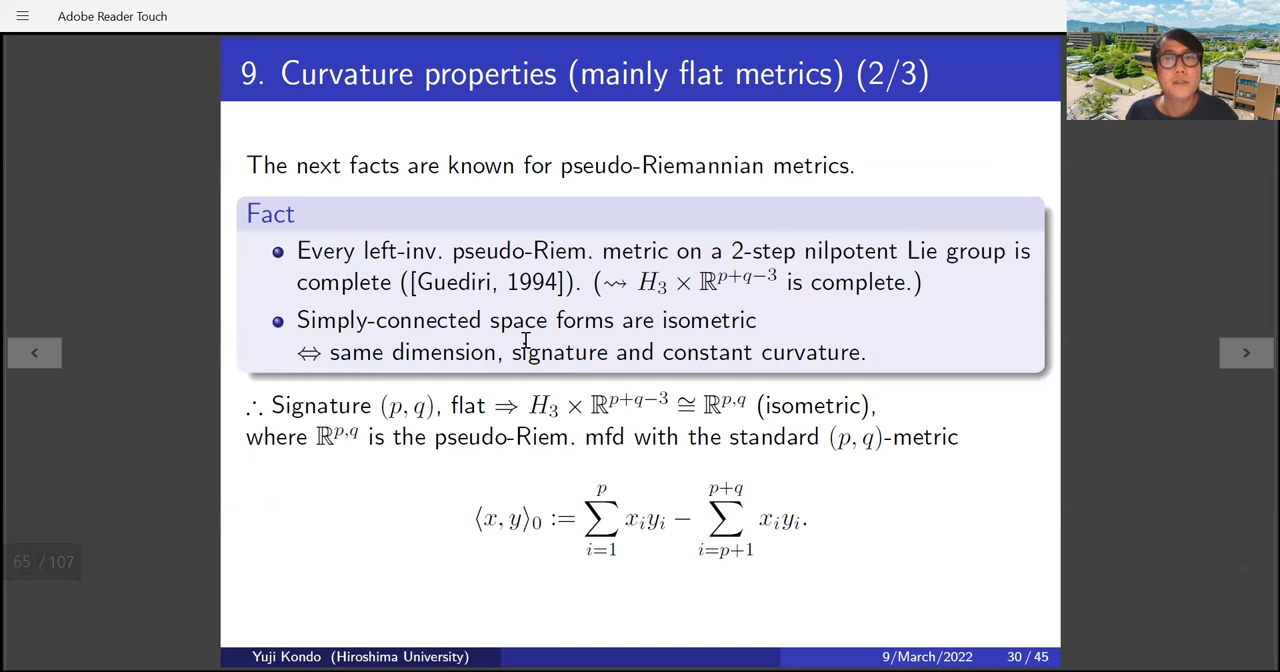 Adobe Reader Touch
9. Curvature properties (mainly flat metrics) (2/3)
The next facts are known for pseudo-Riemannian metrics.
Fact
• Every left-inv. pseudo-Riem. metric on a 2-step nilpotent Lie group is
complete ([Guediri, 1994]). (⇝ H₃ × ℝ^{p+q−3} is complete.)
• Simply-connected space forms are isometric
⇔ same dimension, signature and constant curvature.
∴ Signature (p, q), flat ⇒ H₃ × ℝ^{p+q−3} ≅ ℝ^{p,q} (isometric),
where ℝ^{p,q} is the pseudo-Riem. mfd with the standard (p, q)-metric
⟨x, y⟩₀ := ∑_{i=1}^{p} x_i y_i − ∑_{i=p+1}^{p+q} x_i y_i.
65 / 107
Yuji Kondo (Hiroshima University) 9/March/2022 30 / 45